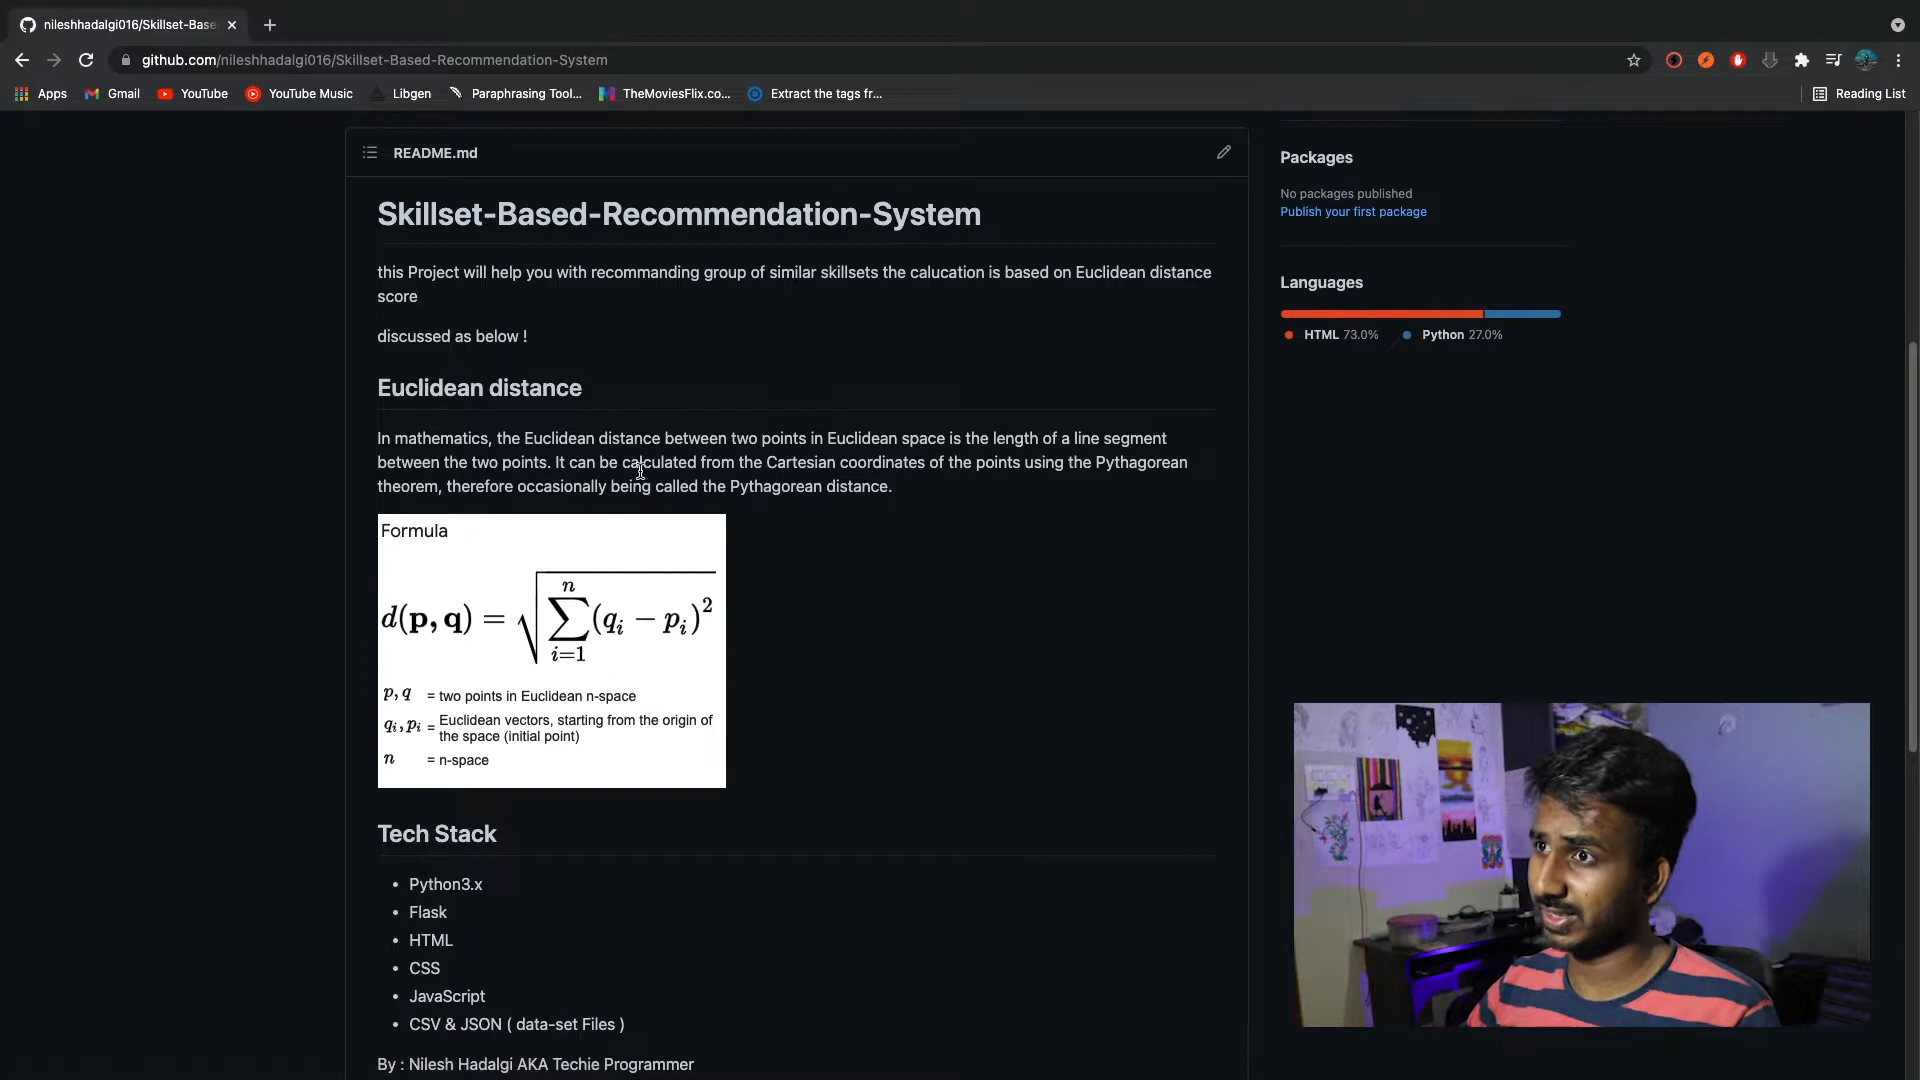 nileshhadalgi016/Skillset-Base
github.com/nileshhadalgi016/Skillset-Based-Recommendation-System
Apps
Gmail
YouTube
YouTube Music
Libgen
Paraphrasing Tool...
TheMoviesFlix.co...
Extract the tags fr...
Reading List
README.md
Skillset-Based-Recommendation-System
this Project will help you with recommanding group of similar skillsets the calucation is based on Euclidean distance
score
discussed as below !
Euclidean distance
In mathematics, the Euclidean distance between two points in Euclidean space is the length of a line segment
between the two points. It can be calculated from the Cartesian coordinates of the points using the Pythagorean
theorem, therefore occasionally being called the Pythagorean distance.
Formula
d(p,q) = √∑ⁿᵢ₌₁(qᵢ − pᵢ)²
p, q = two points in Euclidean n-space
qᵢ, pᵢ = Euclidean vectors, starting from the origin of
the space (initial point)
n = n-space
Tech Stack
• Python3.x
• Flask
• HTML
• CSS
• JavaScript
• CSV & JSON ( data-set Files )
By : Nilesh Hadalgi AKA Techie Programmer
Packages
No packages published
Publish your first package
Languages
HTML 73.0% Python 27.0%